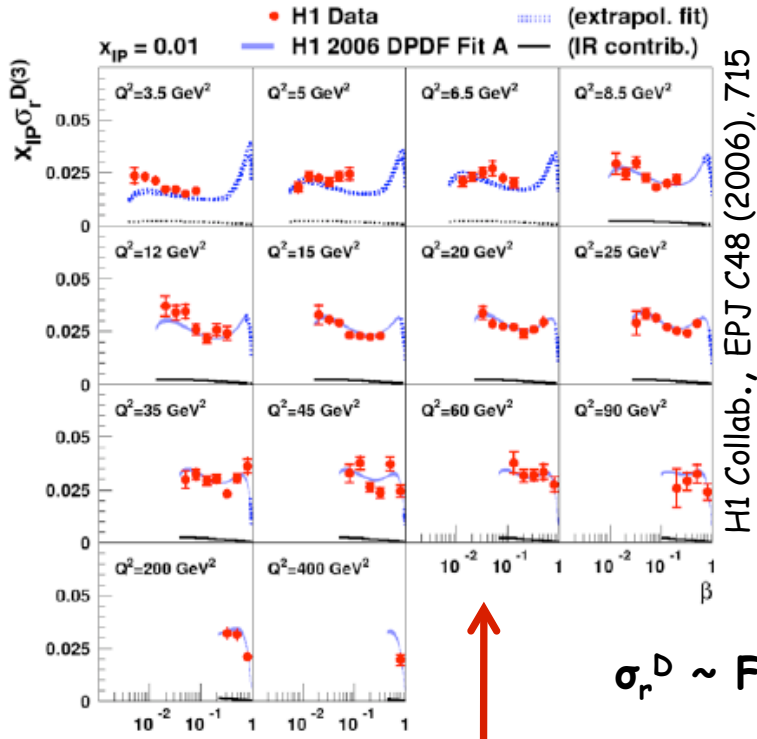 H1 Data (extrapol. fit)
x_IP = 0.01 H1 2006 DPDF Fit A (IR contrib.)
x_IP σ_r^D(3)
Q²=3.5 GeV² Q²=5 GeV² Q²=6.5 GeV² Q²=8.5 GeV²
0.05
0.025
0
Q²=12 GeV² Q²=15 GeV² Q²=20 GeV² Q²=25 GeV²
0.05
0.025
0
Q²=35 GeV² Q²=45 GeV² Q²=60 GeV² Q²=90 GeV²
0.05
0.025
0
10⁻² 10⁻¹ 1 10⁻² 10⁻¹ 1
β
Q²=200 GeV² Q²=400 GeV²
0.05
0.025
0
10⁻² 10⁻¹ 1 10⁻² 10⁻¹ 1
H1 Collab., EPJ C48 (2006), 715
σ_r^D ~ F